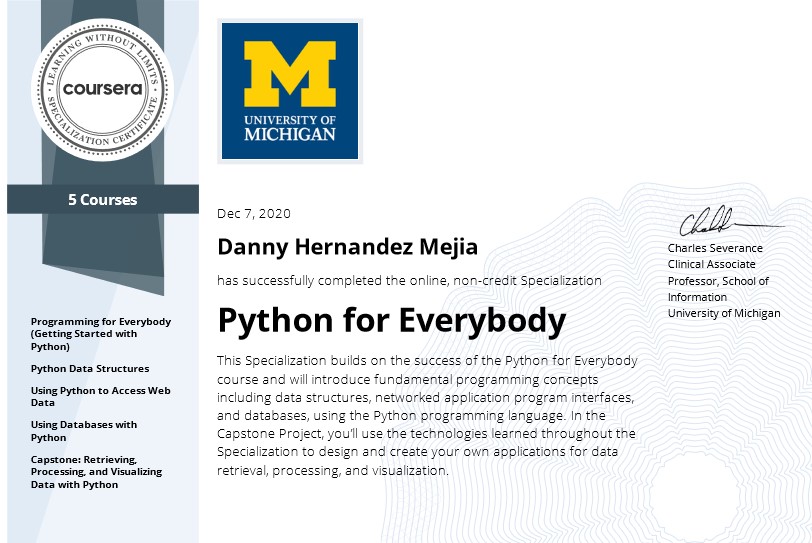 LEARNING WITHOUT LIMITS
coursera
SPECIALIZATION CERTIFICATE
5 Courses
Programming for Everybody
(Getting Started with
Python)
Python Data Structures
Using Python to Access Web
Data
Using Databases with
Python
Capstone: Retrieving,
Processing, and Visualizing
Data with Python
M
UNIVERSITY OF
MICHIGAN
Dec 7, 2020
Danny Hernandez Mejia
has successfully completed the online, non-credit Specialization
Python for Everybody
This Specialization builds on the success of the Python for Everybody
course and will introduce fundamental programming concepts
including data structures, networked application program interfaces,
and databases, using the Python programming language. In the
Capstone Project, you’ll use the technologies learned throughout the
Specialization to design and create your own applications for data
retrieval, processing, and visualization.
Charles Severance
Clinical Associate
Professor, School of
Information
University of Michigan